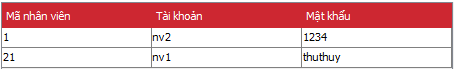 Mã nhân viên Tài khoản Mật khẩu
1 nv2 1234
21 nv1 thuthuy